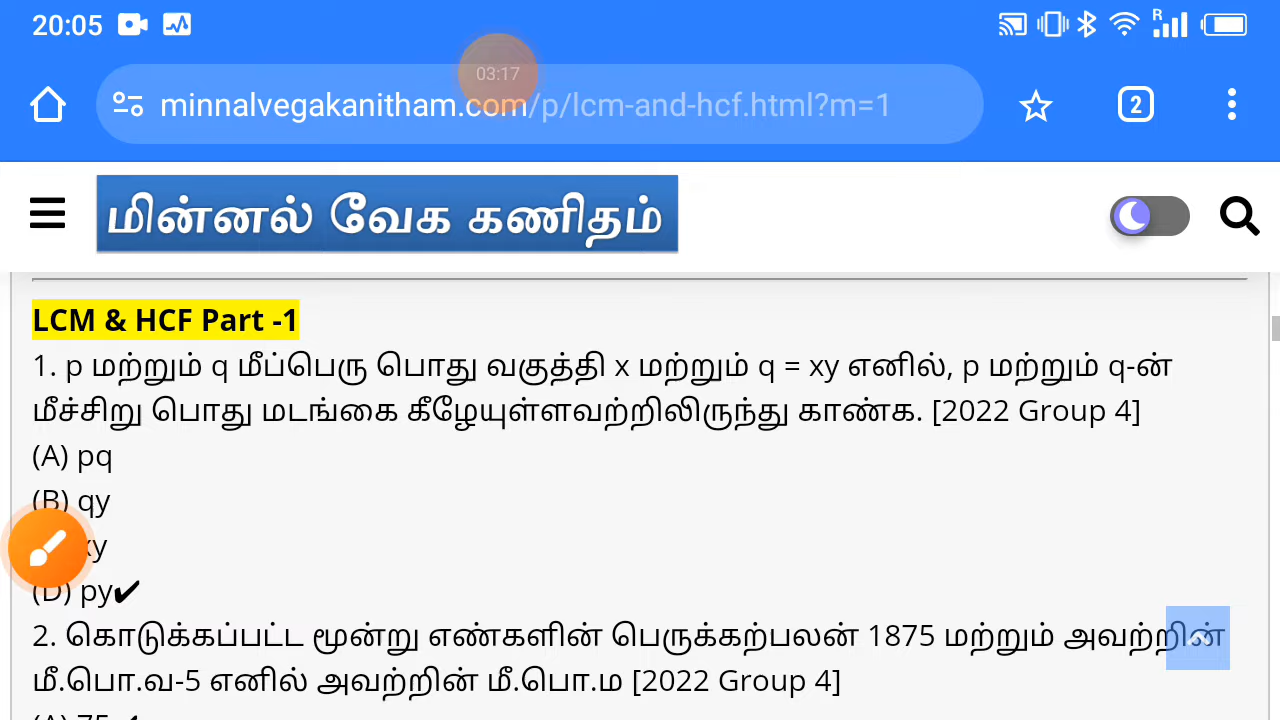 20:05
03:17
minnalvegakanitham.com/p/lcm-and-hcf.html?m=1
2
R
மின்னல் வேக கணிதம்
LCM & HCF Part -1
1. p மற்றும் q மீப்பெரு பொது வகுத்தி x மற்றும் q = xy எனில், p மற்றும் q-ன்
மீச்சிறு பொது மடங்கை கீழேயுள்ளவற்றிலிருந்து காண்க. [2022 Group 4]
(A) pq
(B) qy
xy
(D) py✔
2. கொடுக்கப்பட்ட மூன்று எண்களின் பெருக்கற்பலன் 1875 மற்றும் அவற்றின்
மீ.பொ.வ-5 எனில் அவற்றின் மீ.பொ.ம [2022 Group 4]